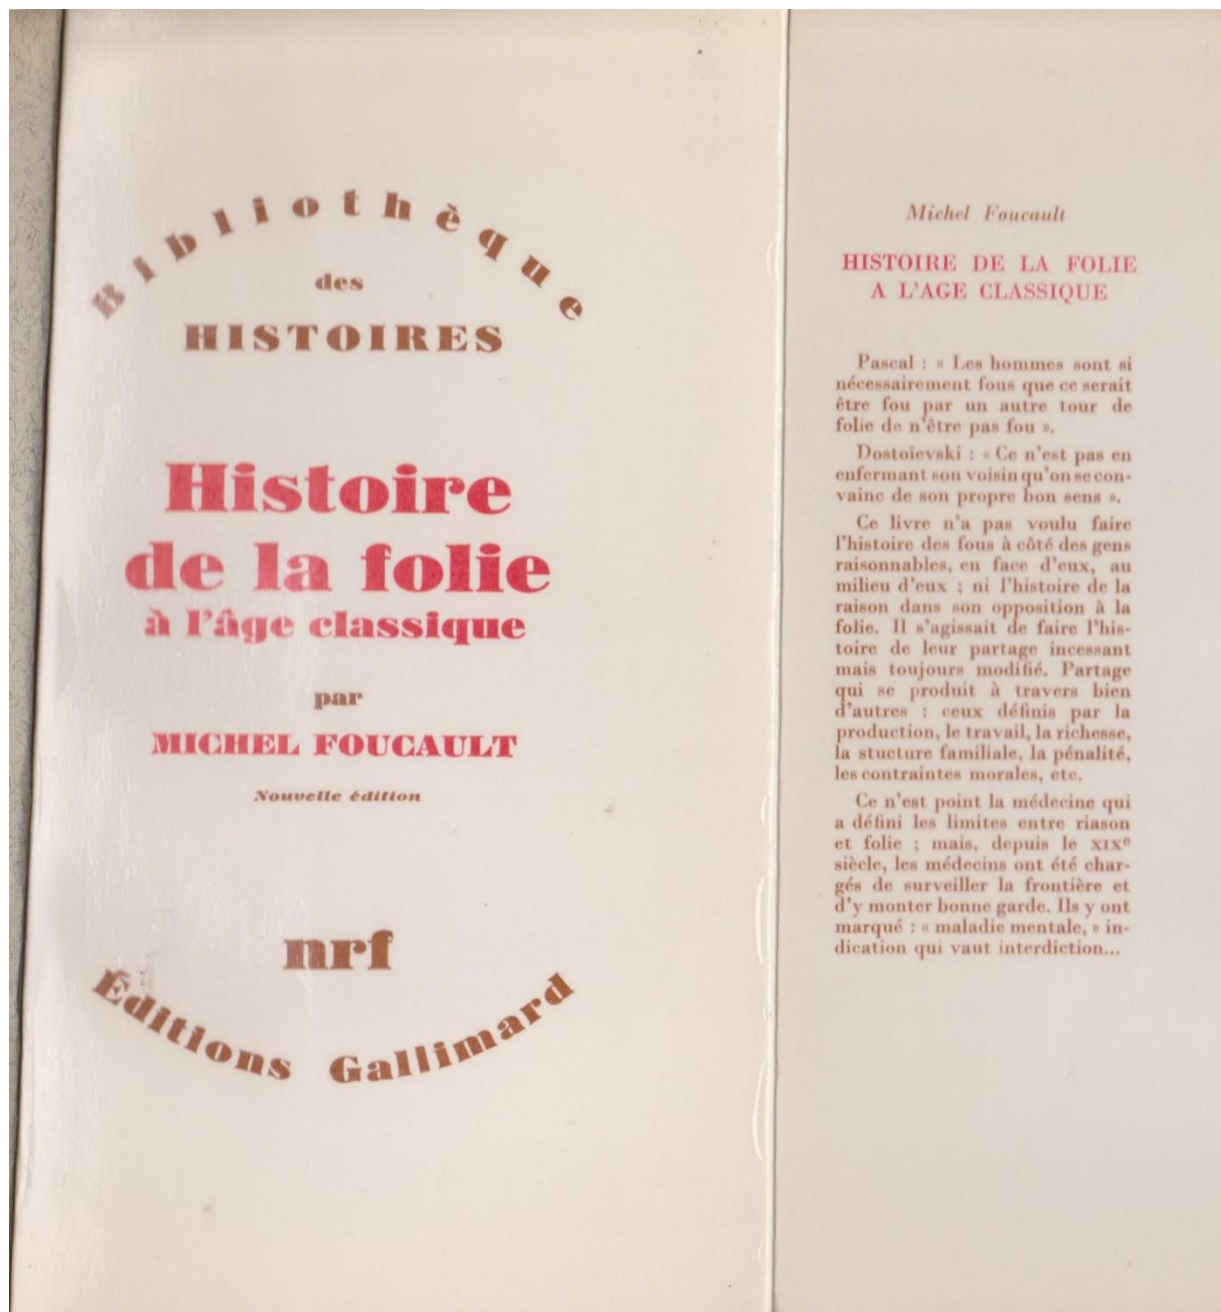 Bibliothèque
des
HISTOIRES
Histoire
de la folie
à l'âge classique
par
MICHEL FOUCAULT
Nouvelle édition
nrf
Éditions Gallimard
Michel Foucault
HISTOIRE DE LA FOLIE
A L'AGE CLASSIQUE
Pascal : « Les hommes sont si
nécessairement fous que ce serait
être fou par un autre tour de
folie de n'être pas fou ».
Dostoïevski : « Ce n'est pas en
enfermant son voisin qu'on se con-
vainc de son propre bon sens ».
Ce livre n'a pas voulu faire
l'histoire des fous à côté des gens
raisonnables, en face d'eux, au
milieu d'eux ; ni l'histoire de la
raison dans son opposition à la
folie. Il s'agissait de faire l'his-
toire de leur partage incessant
mais toujours modifié. Partage
qui se produit à travers bien
d'autres : ceux définis par la
production, le travail, la richesse,
la stucture familiale, la pénalité,
les contraintes morales, etc.
Ce n'est point la médecine qui
a défini les limites entre riason
et folie ; mais, depuis le XIXᵉ
siècle, les médecins ont été char-
gés de surveiller la frontière et
d'y monter bonne garde. Ils y ont
marqué : « maladie mentale, » in-
dication qui vaut interdiction...